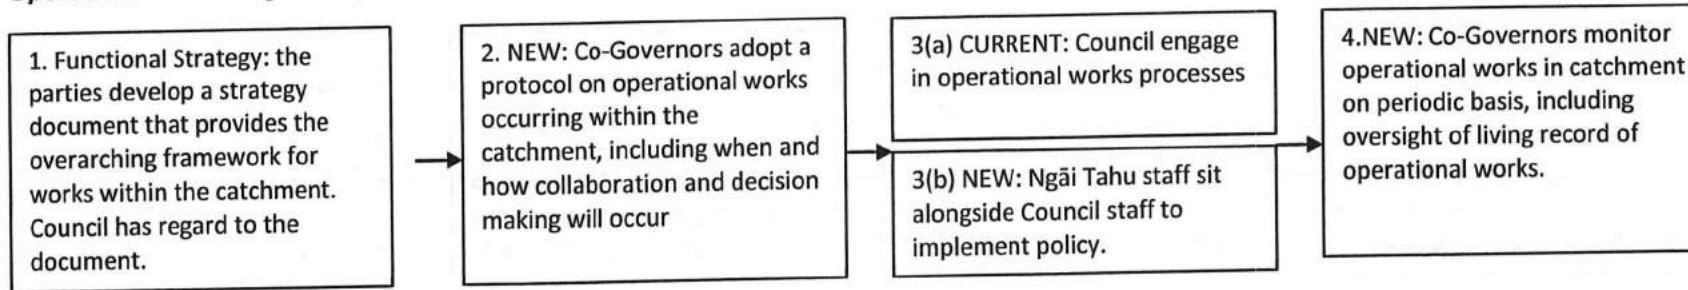 1. Functional Strategy: the
parties develop a strategy
document that provides the
overarching framework for
works within the catchment.
Council has regard to the
document.
2. NEW: Co-Governors adopt a
protocol on operational works
occurring within the
catchment, including when and
how collaboration and decision
making will occur
3(a) CURRENT: Council engage
in operational works processes
3(b) NEW: Ngāi Tahu staff sit
alongside Council staff to
implement policy.
4.NEW: Co-Governors monitor
operational works in catchment
on periodic basis, including
oversight of living record of
operational works.